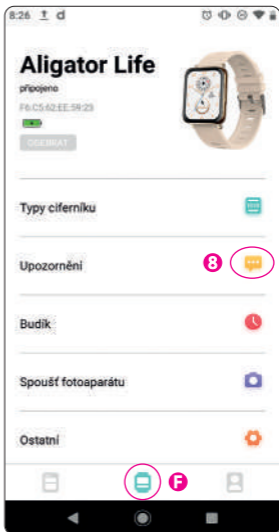 8:26
Aligator Life
připojeno
F6:C5:62:EE:59:23
ODEBRAT
Typy ciferníku
Upozornění
8
Budík
Spoušť fotoaparátu
Ostatní
F